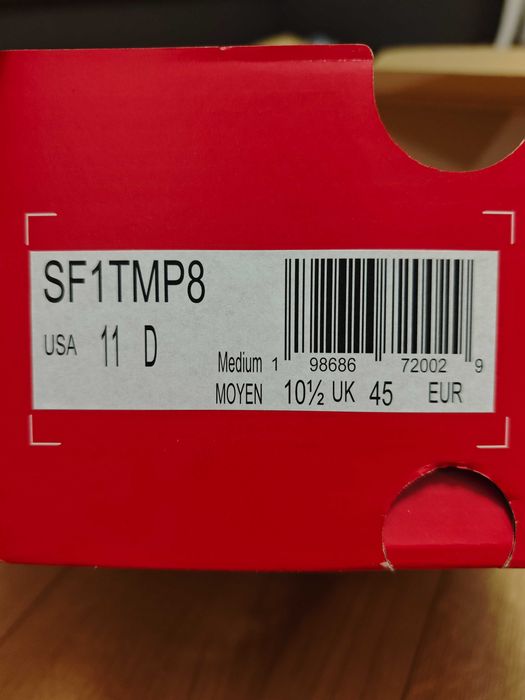 SF1TMP8
USA 11 D
Medium 1 98686 72002 9
MOYEN 10½ UK 45 EUR